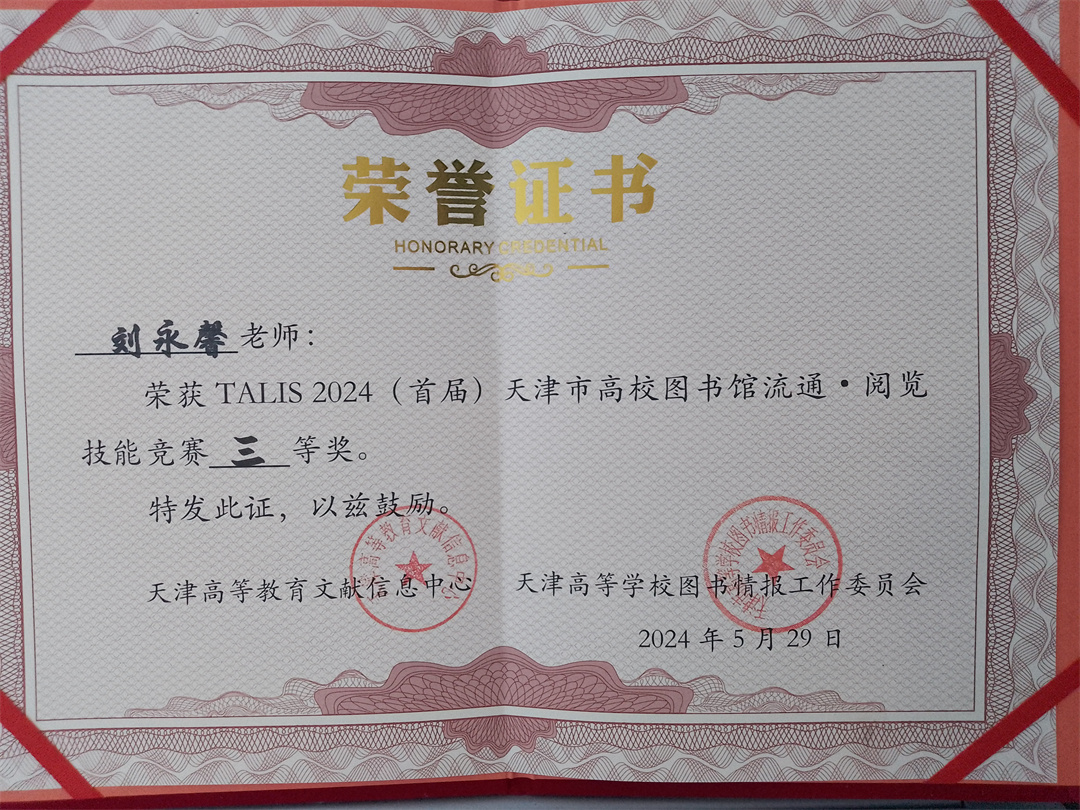 荣誉证书
HONORARY CREDENTIAL
刘永馨老师：
荣获 TALIS 2024（首届）天津市高校图书馆流通·阅览
技能竞赛三等奖。
特发此证，以兹鼓励。
天津高等教育文献信息中心 天津高等学校图书情报工作委员会
2024 年 5 月 29 日